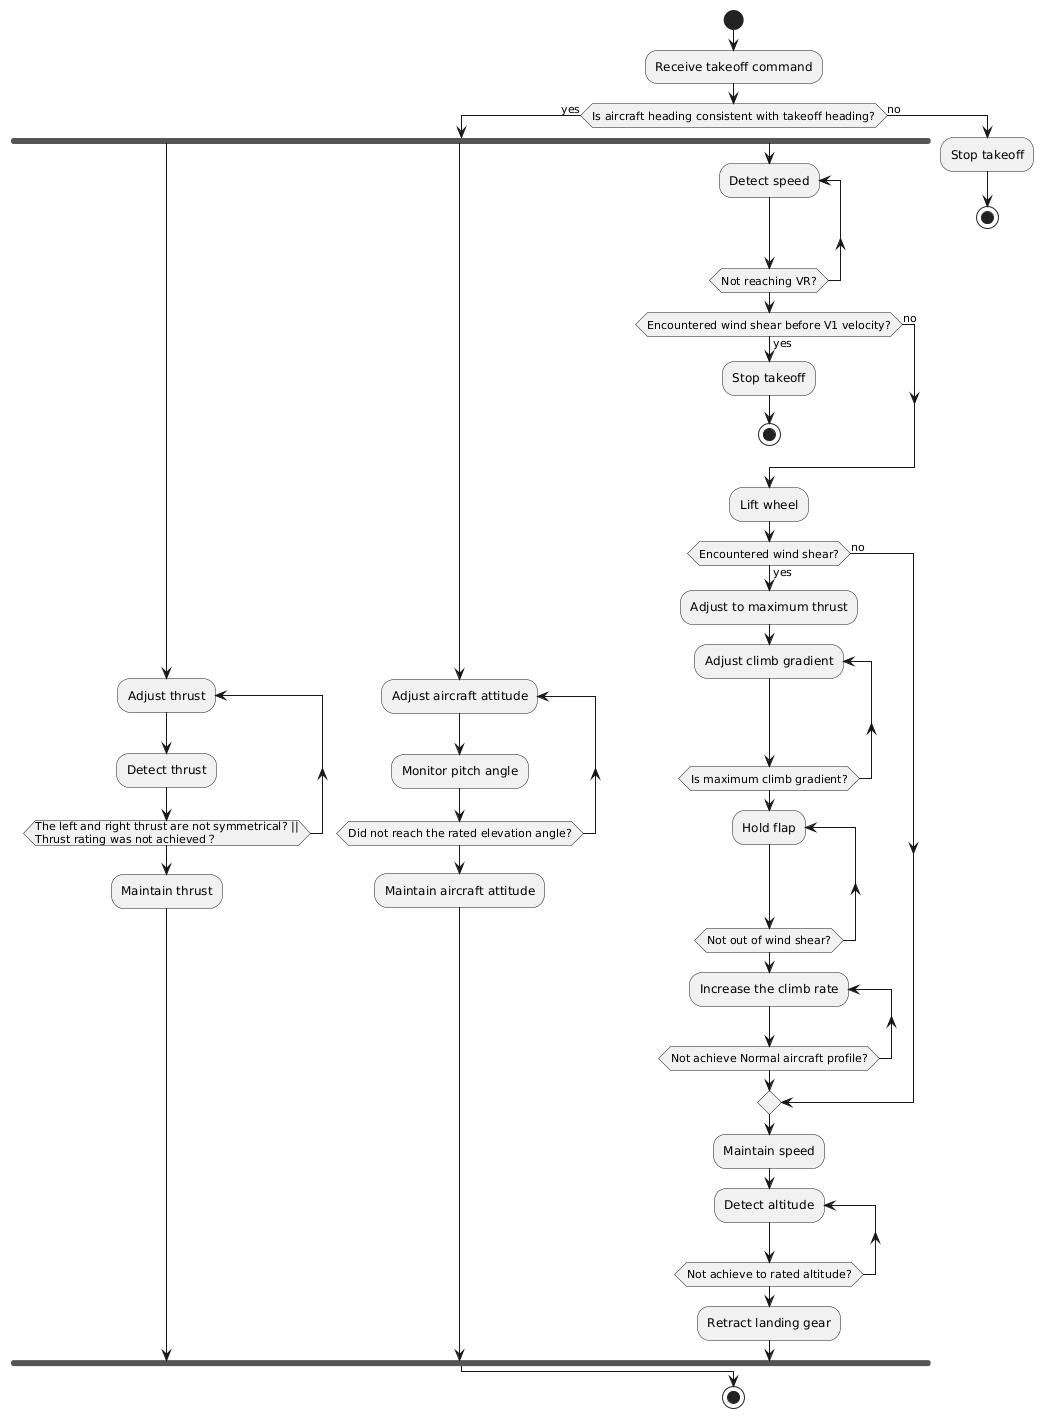 Receive takeoff command
yes
Is aircraft heading consistent with takeoff heading?
no
Stop takeoff
Detect speed
Not reaching VR?
Encountered wind shear before V1 velocity?
no
yes
Stop takeoff
Lift wheel
Encountered wind shear?
no
yes
Adjust to maximum thrust
Adjust climb gradient
Is maximum climb gradient?
Hold flap
Not out of wind shear?
Increase the climb rate
Not achieve Normal aircraft profile?
Maintain speed
Detect altitude
Not achieve to rated altitude?
Retract landing gear
Adjust thrust
Detect thrust
The left and right thrust are not symmetrical? ||
Thrust rating was not achieved ?
Maintain thrust
Adjust aircraft attitude
Monitor pitch angle
Did not reach the rated elevation angle?
Maintain aircraft attitude